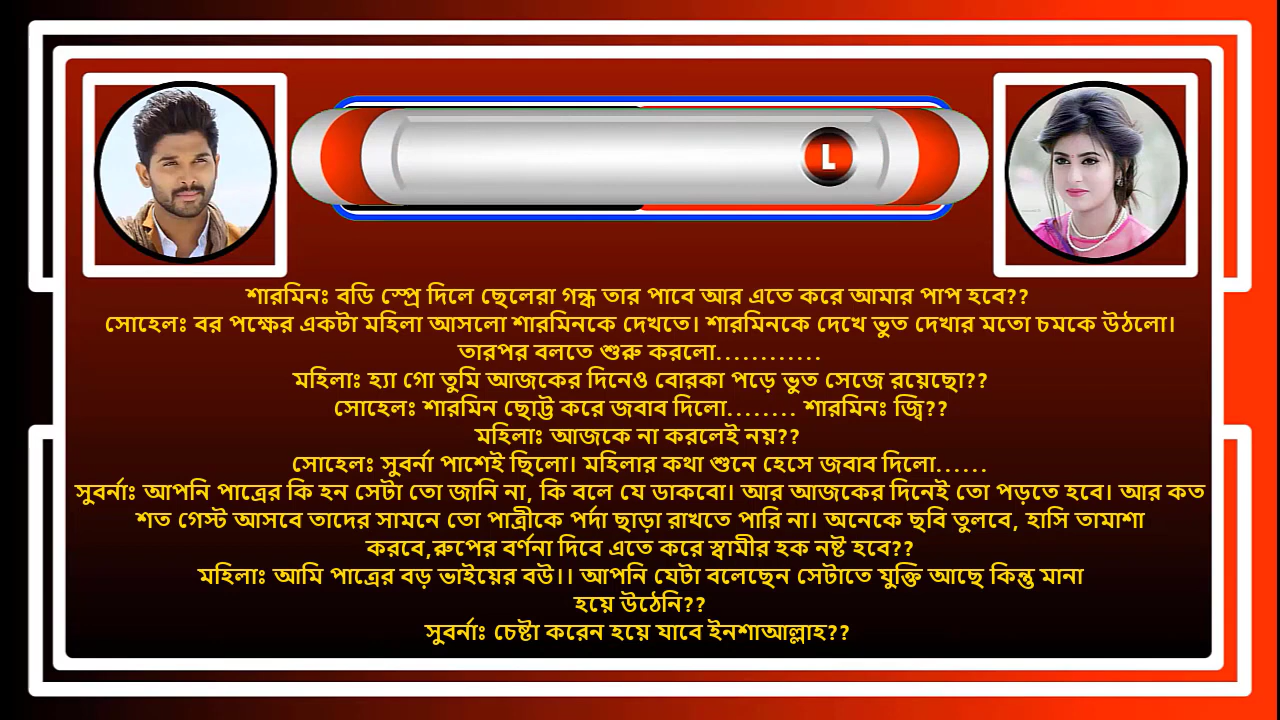 L
শারমিনঃ বডি স্প্রে দিলে ছেলেরা গন্ধ তার পাবে আর এতে করে আমার পাপ হবে??
সোহেলঃ বর পক্ষের একটা মহিলা আসলো শারমিনকে দেখতে। শারমিনকে দেখে ভুত দেখার মতো চমকে উঠলো।
তারপর বলতে শুরু করলো............
মহিলাঃ হ্যা গো তুমি আজকের দিনেও বোরকা পড়ে ভুত সেজে রয়েছো??
সোহেলঃ শারমিন ছোট্ট করে জবাব দিলো........ শারমিনঃ জ্বি??
মহিলাঃ আজকে না করলেই নয়??
সোহেলঃ সুবর্না পাশেই ছিলো। মহিলার কথা শুনে হেসে জবাব দিলো......
সুবর্নাঃ আপনি পাত্রের কি হন সেটা তো জানি না, কি বলে যে ডাকবো। আর আজকের দিনেই তো পড়তে হবে। আর কত
শত গেস্ট আসবে তাদের সামনে তো পাত্রীকে পর্দা ছাড়া রাখতে পারি না। অনেকে ছবি তুলবে, হাসি তামাশা
করবে,রুপের বর্ণনা দিবে এতে করে স্বামীর হক নষ্ট হবে??
মহিলাঃ আমি পাত্রের বড় ভাইয়ের বউ।। আপনি যেটা বলেছেন সেটাতে যুক্তি আছে কিন্তু মানা
হয়ে উঠেনি??
সুবর্নাঃ চেষ্টা করেন হয়ে যাবে ইনশাআল্লাহ??